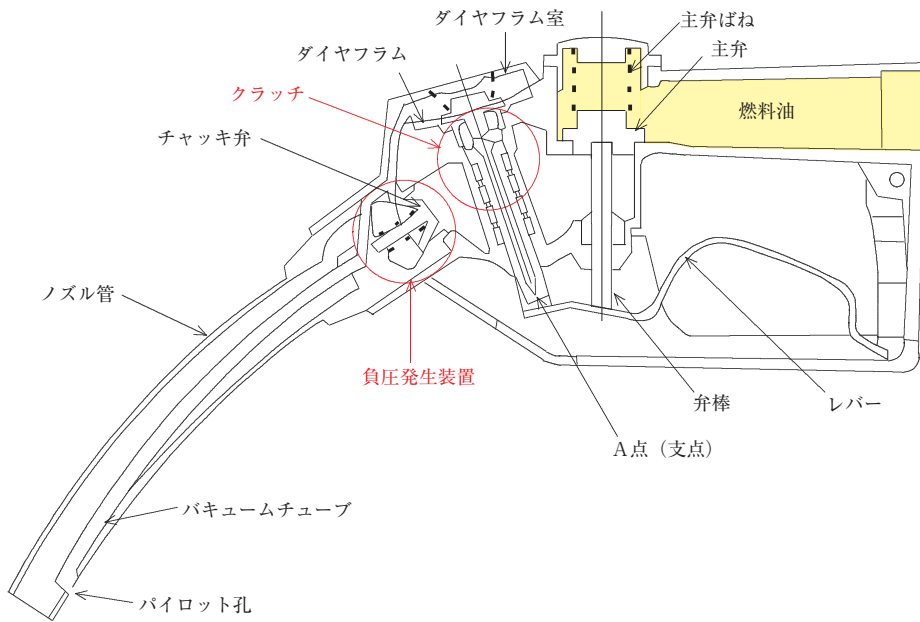 ダイヤフラム室
主弁ばね
ダイヤフラム
主弁
クラッチ
燃料油
チャッキ弁
ノズル管
負圧発生装置
弁棒
レバー
A点（支点）
バキュームチューブ
パイロット孔